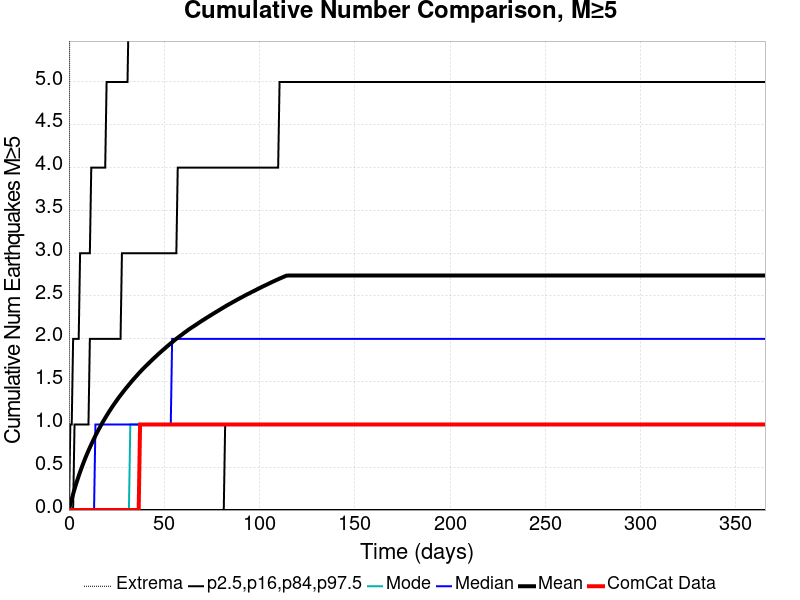 Cumulative Number Comparison, M≥5
Cumulative Num Earthquakes M≥5
5.0
4.5
4.0
3.5
3.0
2.5
2.0
1.5
1.0
0.5
0.0
0 50 100 150 200 250 300 350
Time (days)
Extrema p2.5,p16,p84,p97.5 Mode Median Mean ComCat Data